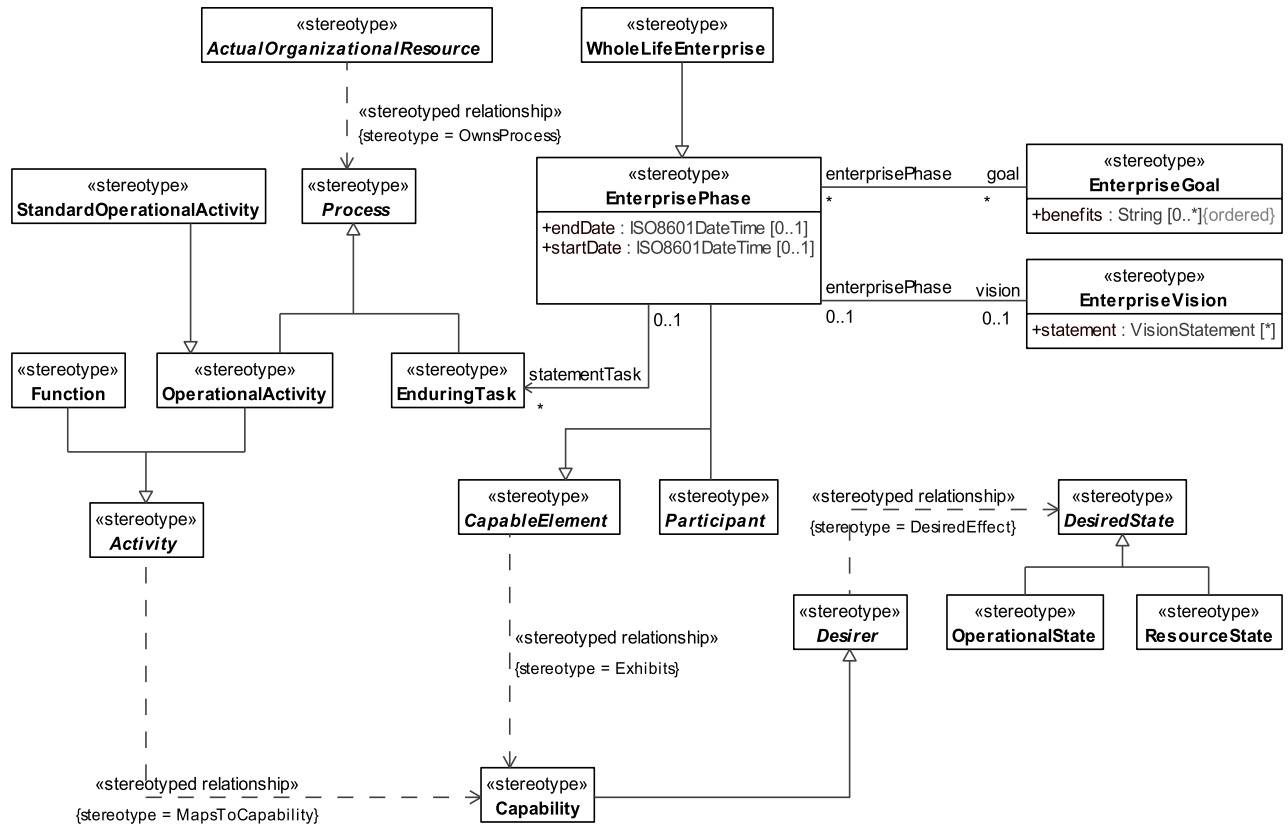 «stereotype»
ActualOrganizationalResource
«stereotype»
WholeLifeEnterprise
«stereotyped relationship»
{stereotype = OwnsProcess}
«stereotype»
StandardOperationalActivity
«stereotype»
Process
«stereotype»
EnterprisePhase
+endDate : ISO8601DateTime [0..1]
+startDate : ISO8601DateTime [0..1]
enterprisePhase
goal
*
*
«stereotype»
EnterpriseGoal
+benefits : String [0..*]{ordered}
enterprisePhase
vision
0..1
0..1
«stereotype»
EnterpriseVision
+statement : VisionStatement [*]
0..1
statementTask
*
«stereotype»
Function
«stereotype»
OperationalActivity
«stereotype»
EnduringTask
«stereotype»
Activity
«stereotype»
CapableElement
«stereotype»
Participant
«stereotyped relationship»
{stereotype = DesiredEffect}
«stereotype»
DesiredState
«stereotype»
Desirer
«stereotype»
OperationalState
«stereotype»
ResourceState
«stereotyped relationship»
{stereotype = Exhibits}
«stereotyped relationship»
{stereotype = MapsToCapability}
«stereotype»
Capability